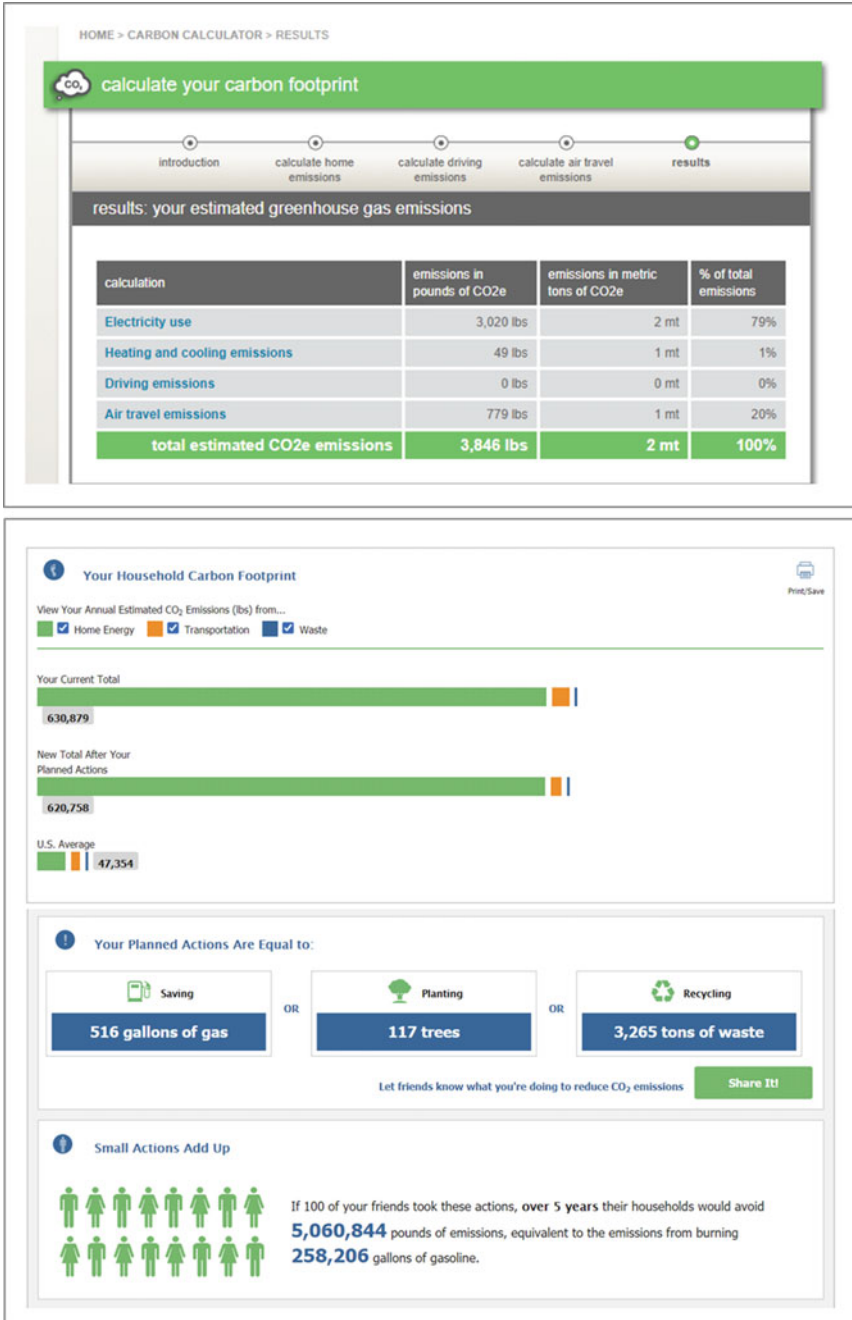 HOME > CARBON CALCULATOR > RESULTS
CO₂ calculate your carbon footprint
introduction
calculate home emissions
calculate driving emissions
calculate air travel emissions
results
results: your estimated greenhouse gas emissions
calculation emissions in pounds of CO2e emissions in metric tons of CO2e % of total emissions
Electricity use 3,020 lbs 2 mt 79%
Heating and cooling emissions 49 lbs 1 mt 1%
Driving emissions 0 lbs 0 mt 0%
Air travel emissions 779 lbs 1 mt 20%
total estimated CO2e emissions 3,846 lbs 2 mt 100%
Your Household Carbon Footprint
Print/Save
View Your Annual Estimated CO₂ Emissions (lbs) from...
Home Energy Transportation Waste
Your Current Total
630,879
New Total After Your
Planned Actions
620,758
U.S. Average
47,354
Your Planned Actions Are Equal to:
Saving
516 gallons of gas
OR
Planting
117 trees
OR
Recycling
3,265 tons of waste
Let friends know what you're doing to reduce CO₂ emissions Share It!
Small Actions Add Up
If 100 of your friends took these actions, over 5 years their households would avoid
5,060,844 pounds of emissions, equivalent to the emissions from burning
258,206 gallons of gasoline.